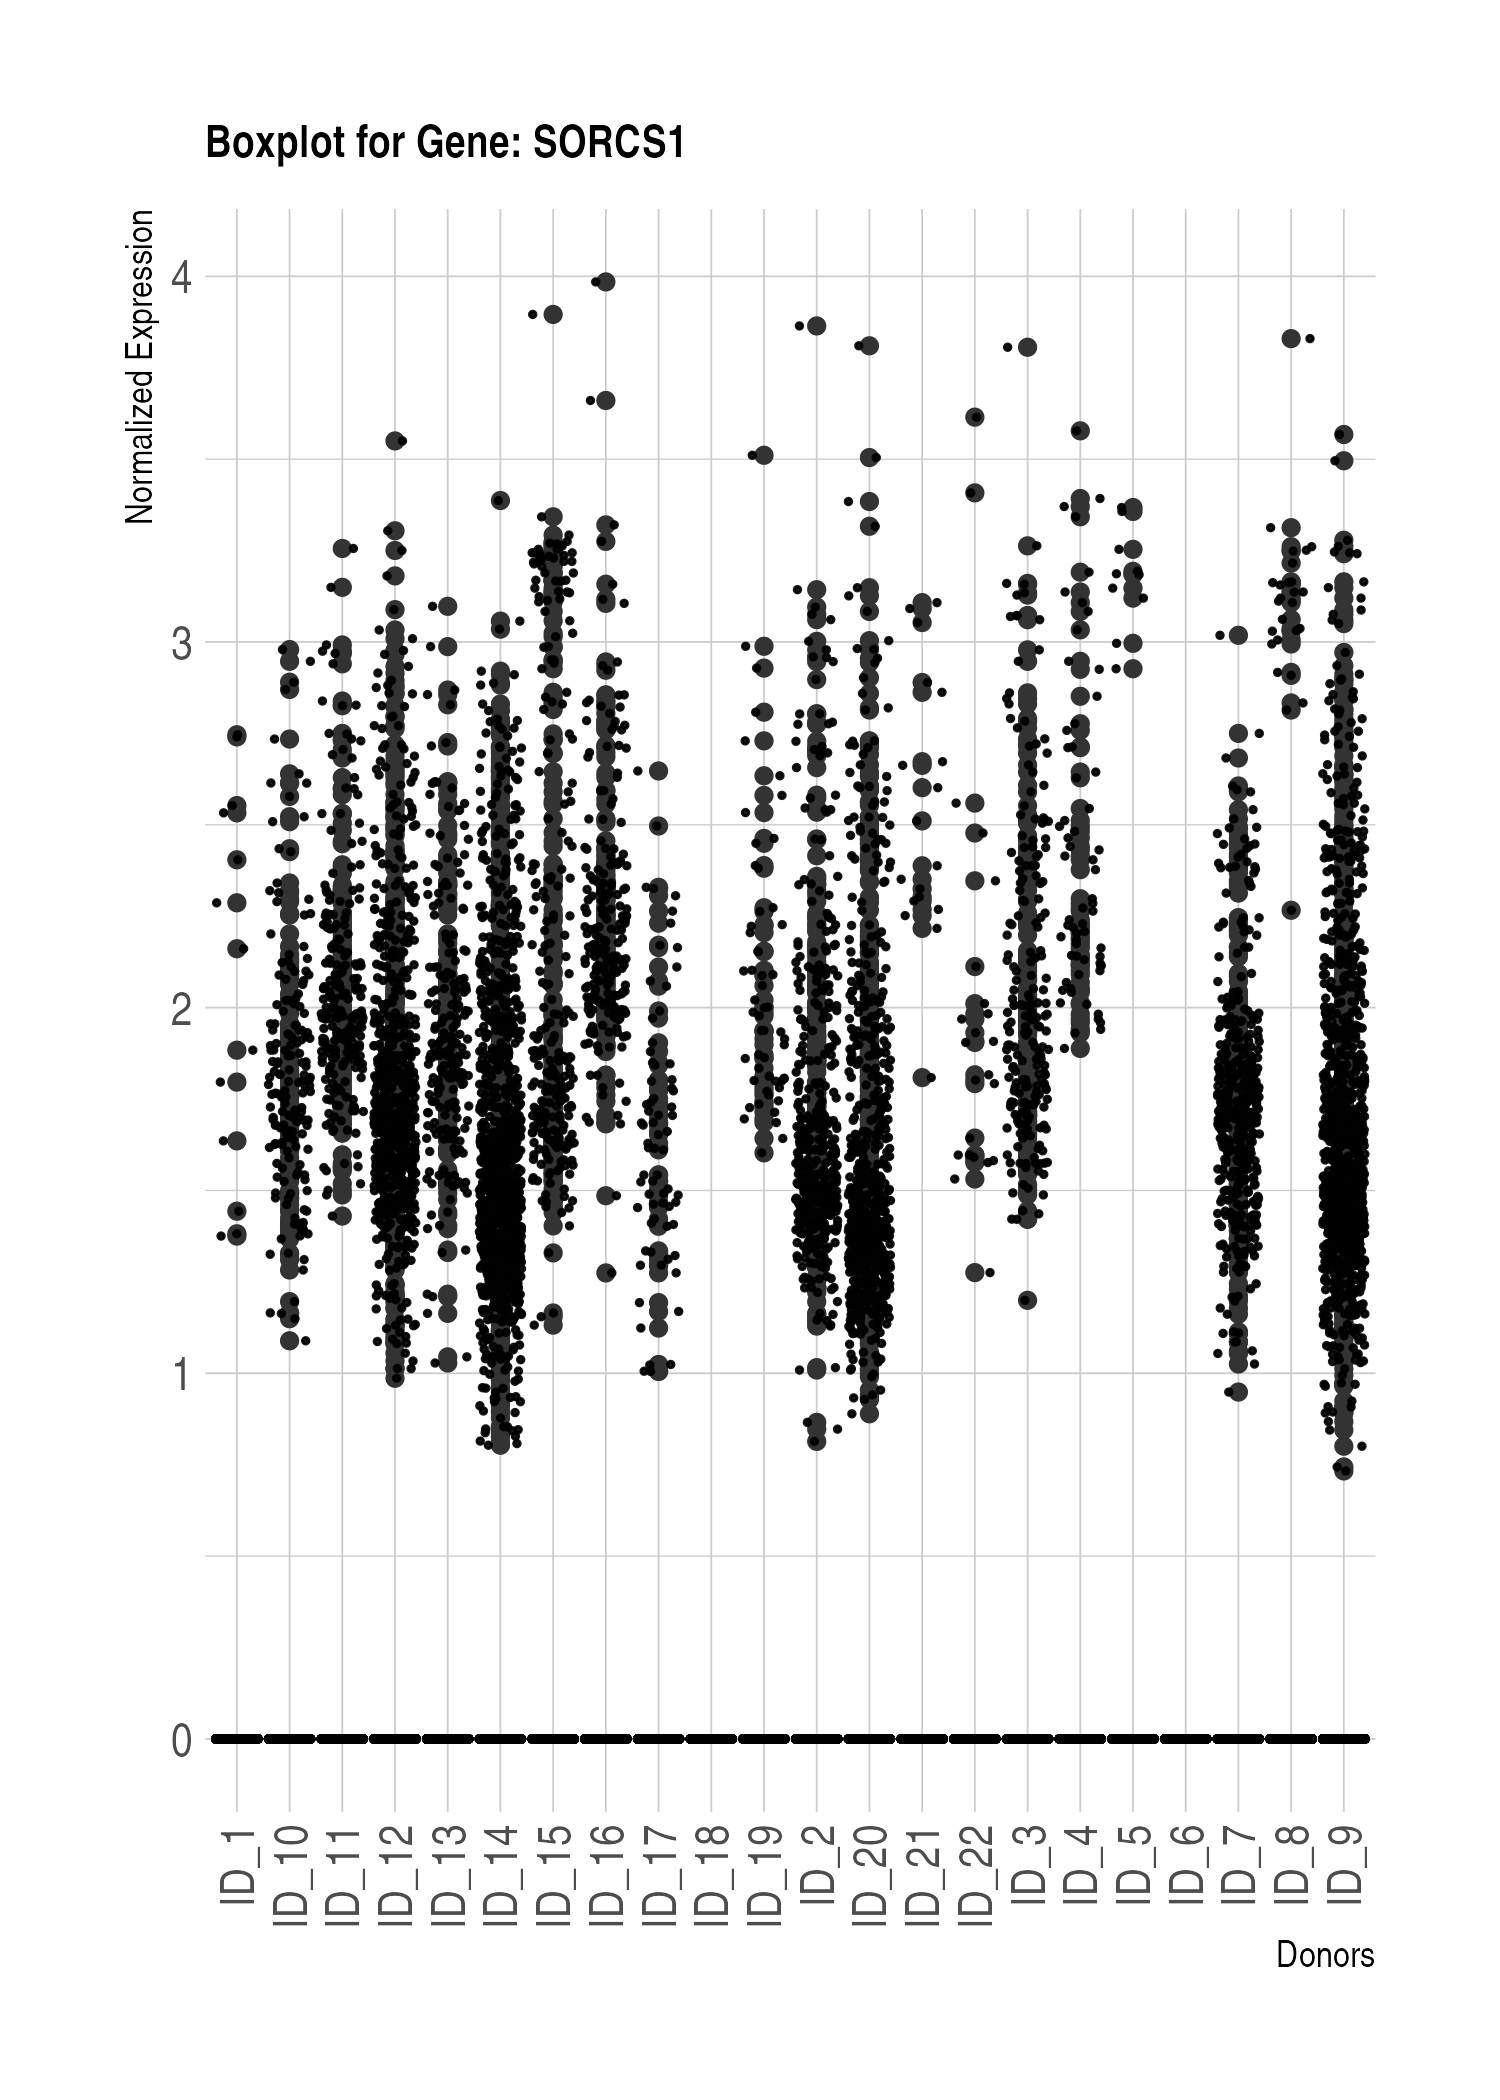 Boxplot for Gene: SORCS1
Normalized Expression
4
3
2
1
0
ID_1
ID_10
ID_11
ID_12
ID_13
ID_14
ID_15
ID_16
ID_17
ID_18
ID_19
ID_2
ID_20
ID_21
ID_22
ID_3
ID_4
ID_5
ID_6
ID_7
ID_8
ID_9
Donors